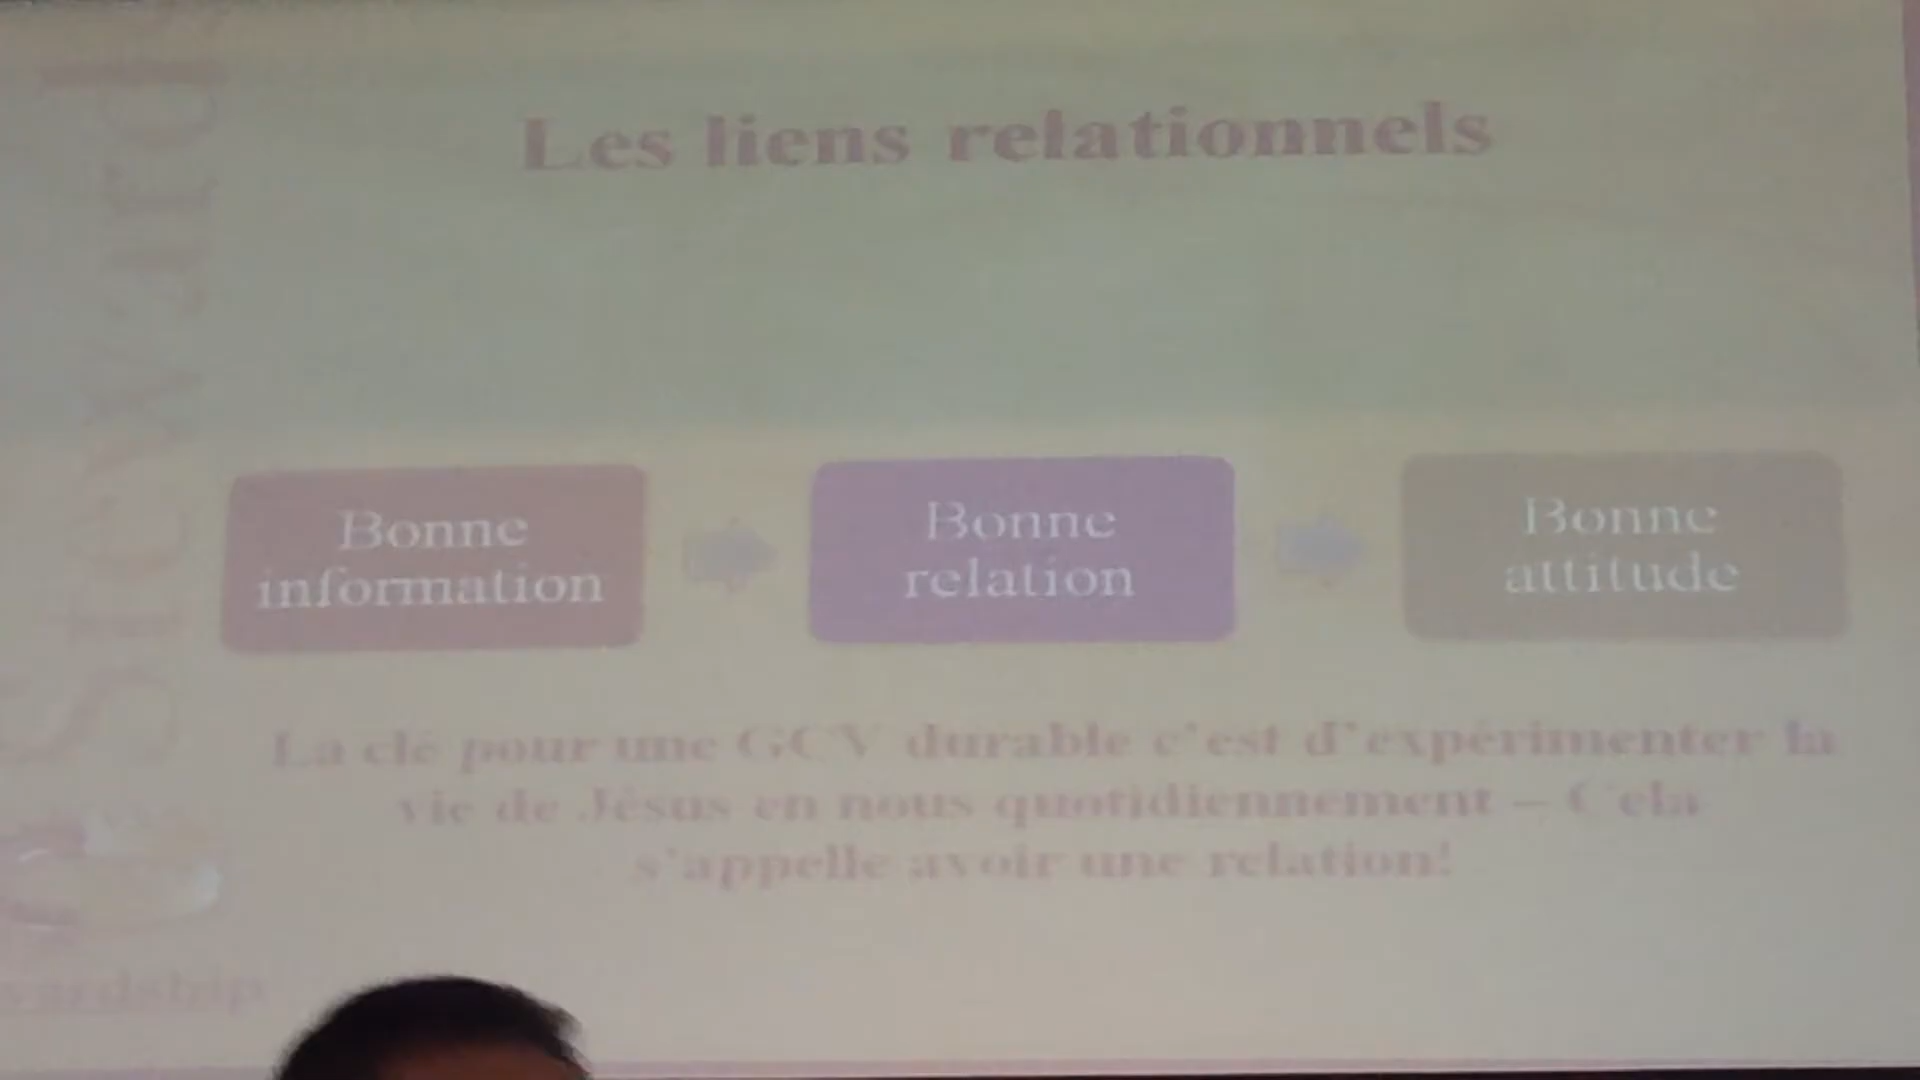 Les liens relationnels
Bonne
information
Bonne
relation
Bonne
attitude
La clé pour une GCV durable c'est d'expérimenter la
vie de Jésus en nous quotidiennement – Cela
s'appelle avoir une relation!